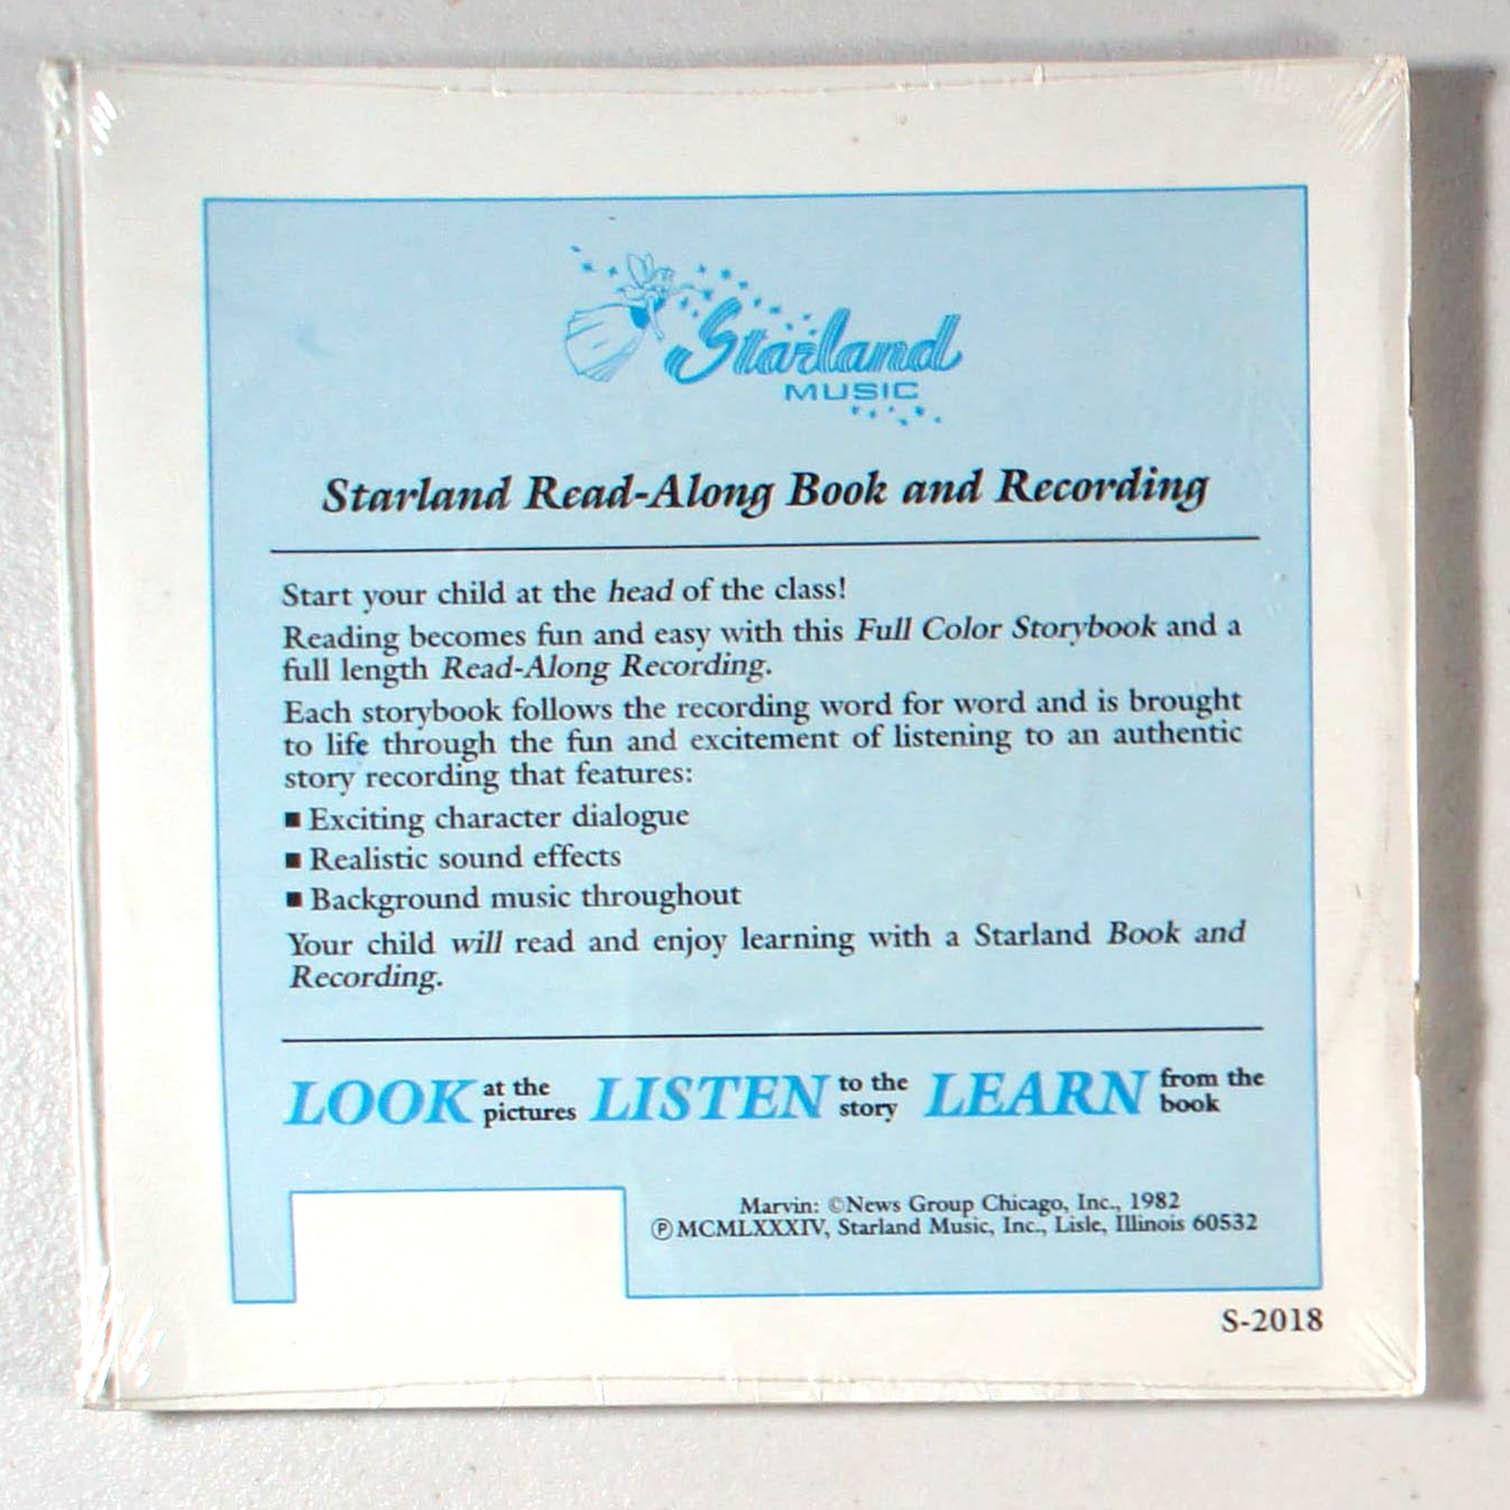 Starland
MUSIC
Starland Read-Along Book and Recording
Start your child at the head of the class!
Reading becomes fun and easy with this Full Color Storybook and a
full length Read-Along Recording.
Each storybook follows the recording word for word and is brought
to life through the fun and excitement of listening to an authentic
story recording that features:
■ Exciting character dialogue
■ Realistic sound effects
■ Background music throughout
Your child will read and enjoy learning with a Starland Book and
Recording.
LOOK at the pictures LISTEN to the story LEARN from the book
Marvin: ©News Group Chicago, Inc., 1982
ⓅMCMLXXXIV, Starland Music, Inc., Lisle, Illinois 60532
S-2018